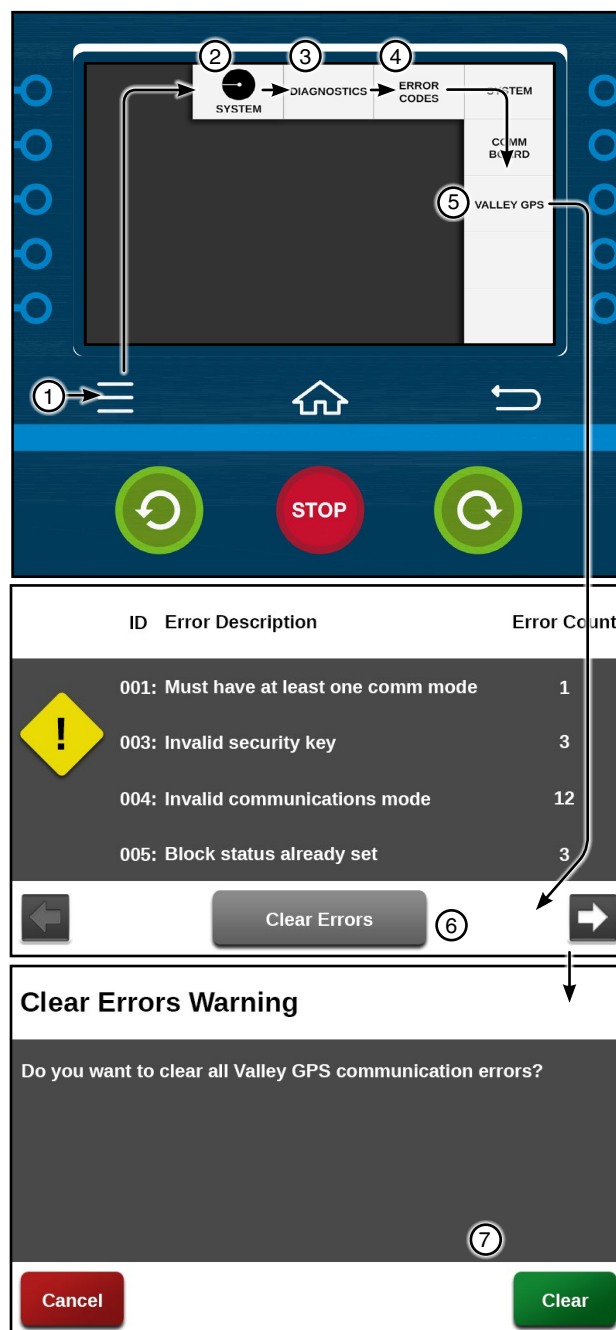 2
3
4
SYSTEM
DIAGNOSTICS
ERROR
CODES
SYSTEM
COMM
BOARD
5
VALLEY GPS
1
STOP
ID Error Description Error Count
001: Must have at least one comm mode 1
! 003: Invalid security key 3
004: Invalid communications mode 12
005: Block status already set 3
Clear Errors 6
Clear Errors Warning
Do you want to clear all Valley GPS communication errors?
7
Cancel Clear